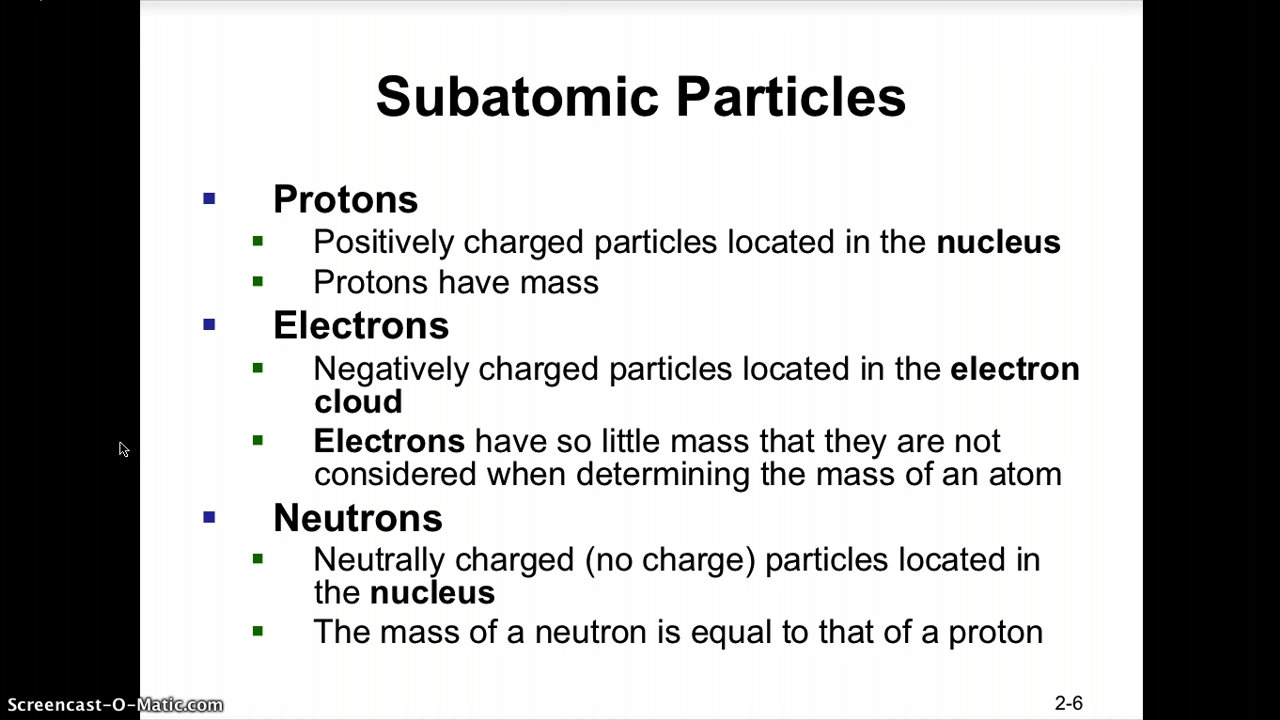 Subatomic Particles
Protons
Positively charged particles located in the nucleus
Protons have mass
Electrons
Negatively charged particles located in the electron
cloud
Electrons have so little mass that they are not
considered when determining the mass of an atom
Neutrons
Neutrally charged (no charge) particles located in
the nucleus
The mass of a neutron is equal to that of a proton
Screencast-O-Matic.com
2-6